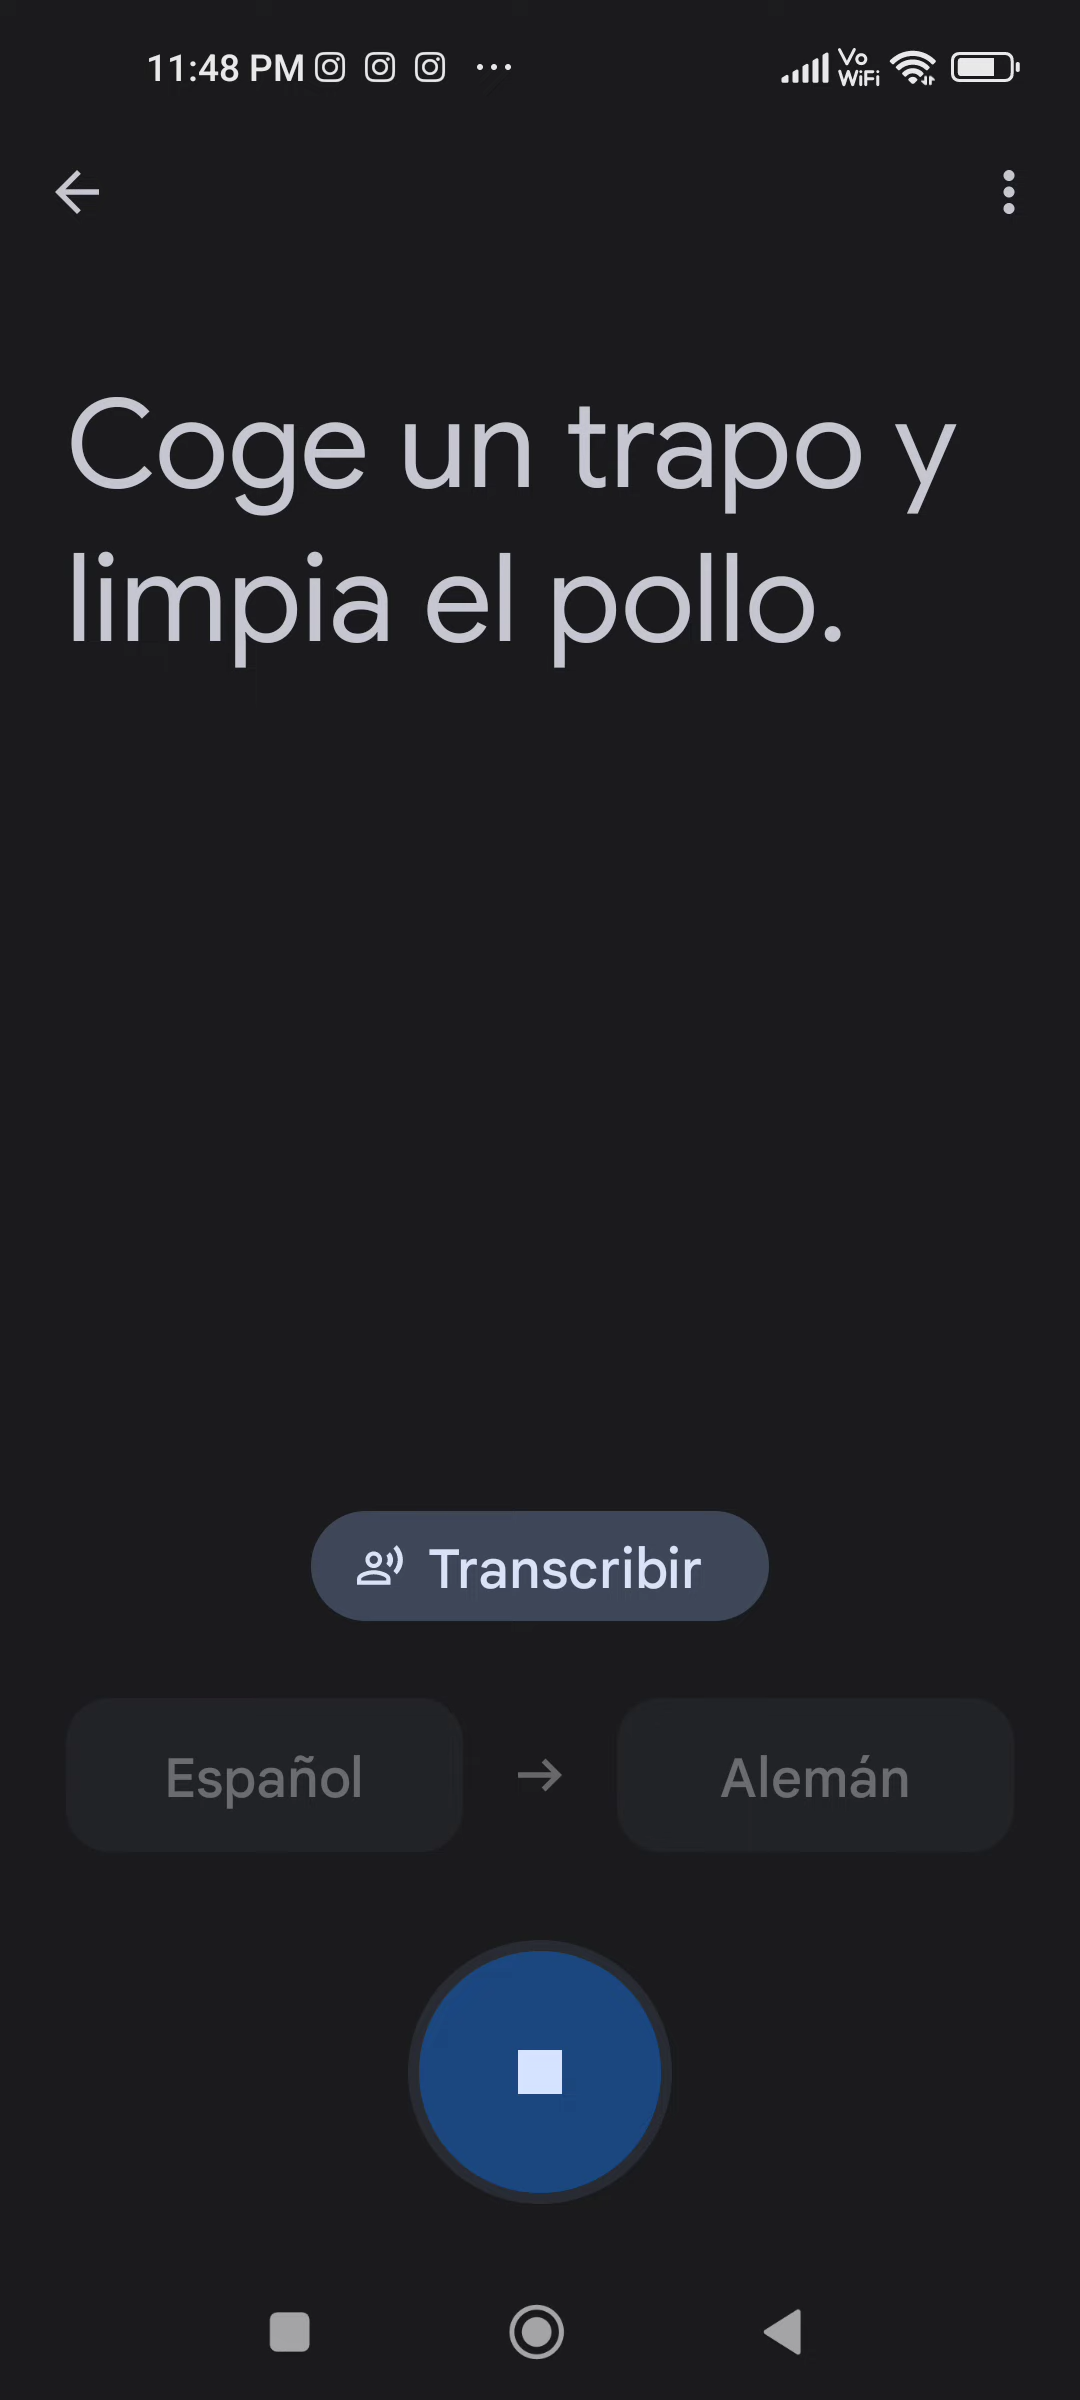 11:48 PM
Vo
WiFi
Coge un trapo y
limpia el pollo.
Transcribir
Español
Alemán